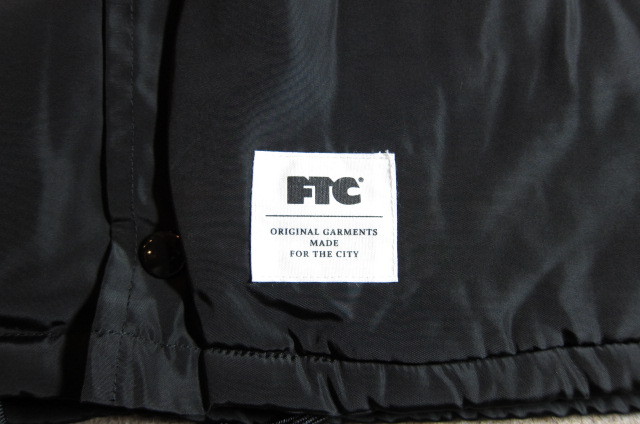 FTC®
ORIGINAL GARMENTS
MADE
FOR THE CITY